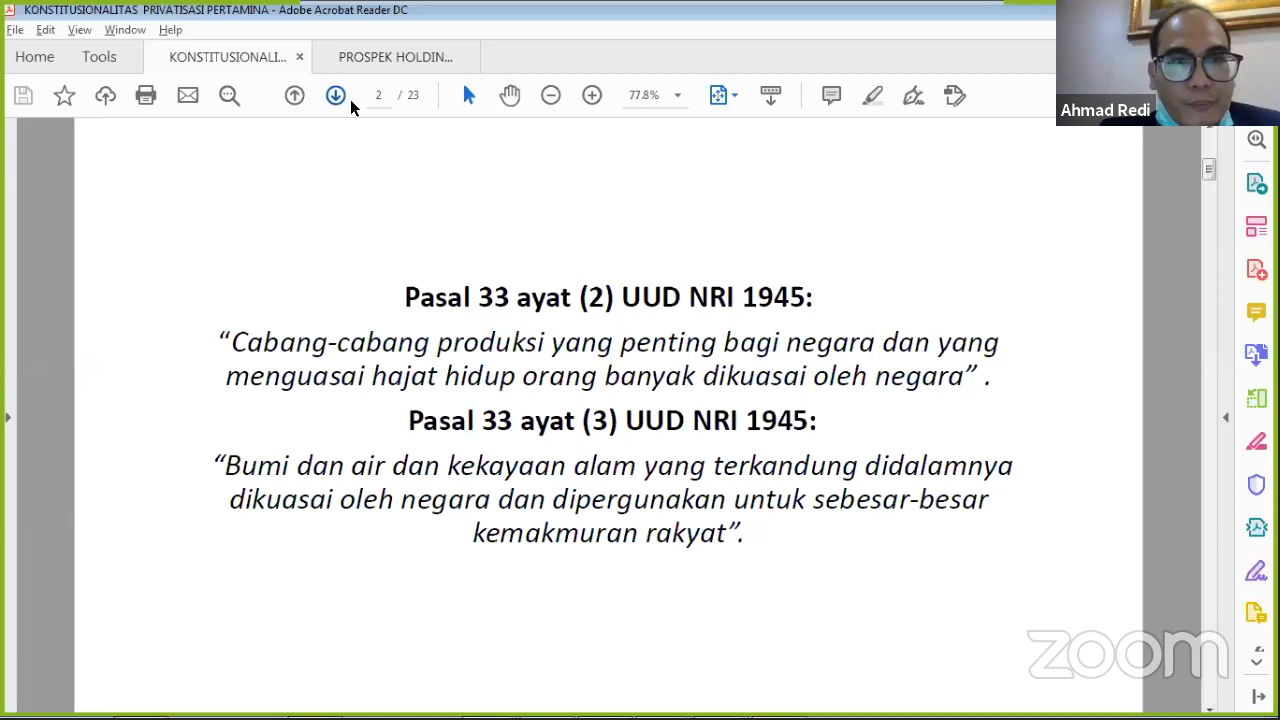 KONSTITUSIONALITAS PRIVATISASI PERTAMINA - Adobe Acrobat Reader DC
File Edit View Window Help
Home Tools KONSTITUSIONALI... × PROSPEK HOLDIN...
2 / 23 77.8%
Ahmad Redi
Pasal 33 ayat (2) UUD NRI 1945:
“Cabang-cabang produksi yang penting bagi negara dan yang
menguasai hajat hidup orang banyak dikuasai oleh negara” .
Pasal 33 ayat (3) UUD NRI 1945:
“Bumi dan air dan kekayaan alam yang terkandung didalamnya
dikuasai oleh negara dan dipergunakan untuk sebesar-besar
kemakmuran rakyat”.
zoom